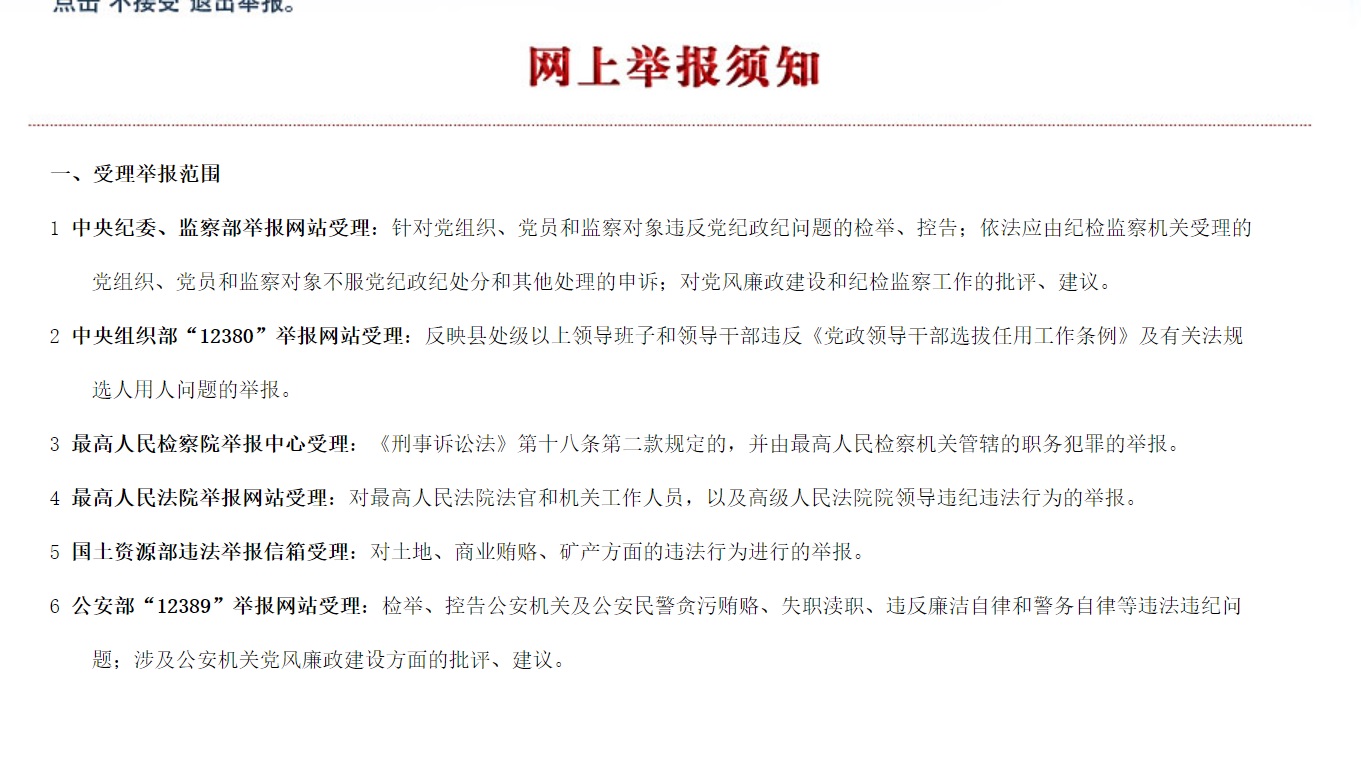 点击"不接受"退出举报。
网上举报须知
一、受理举报范围
1 中央纪委、监察部举报网站受理：针对党组织、党员和监察对象违反党纪政纪问题的检举、控告；依法应由纪检监察机关受理的
党组织、党员和监察对象不服党纪政纪处分和其他处理的申诉；对党风廉政建设和纪检监察工作的批评、建议。
2 中央组织部“12380”举报网站受理：反映县处级以上领导班子和领导干部违反《党政领导干部选拔任用工作条例》及有关法规
选人用人问题的举报。
3 最高人民检察院举报中心受理：《刑事诉讼法》第十八条第二款规定的，并由最高人民检察机关管辖的职务犯罪的举报。
4 最高人民法院举报网站受理：对最高人民法院法官和机关工作人员，以及高级人民法院院领导违纪违法行为的举报。
5 国土资源部违法举报信箱受理：对土地、商业贿赂、矿产方面的违法行为进行的举报。
6 公安部“12389”举报网站受理：检举、控告公安机关及公安民警贪污贿赂、失职渎职、违反廉洁自律和警务自律等违法违纪问
题；涉及公安机关党风廉政建设方面的批评、建议。